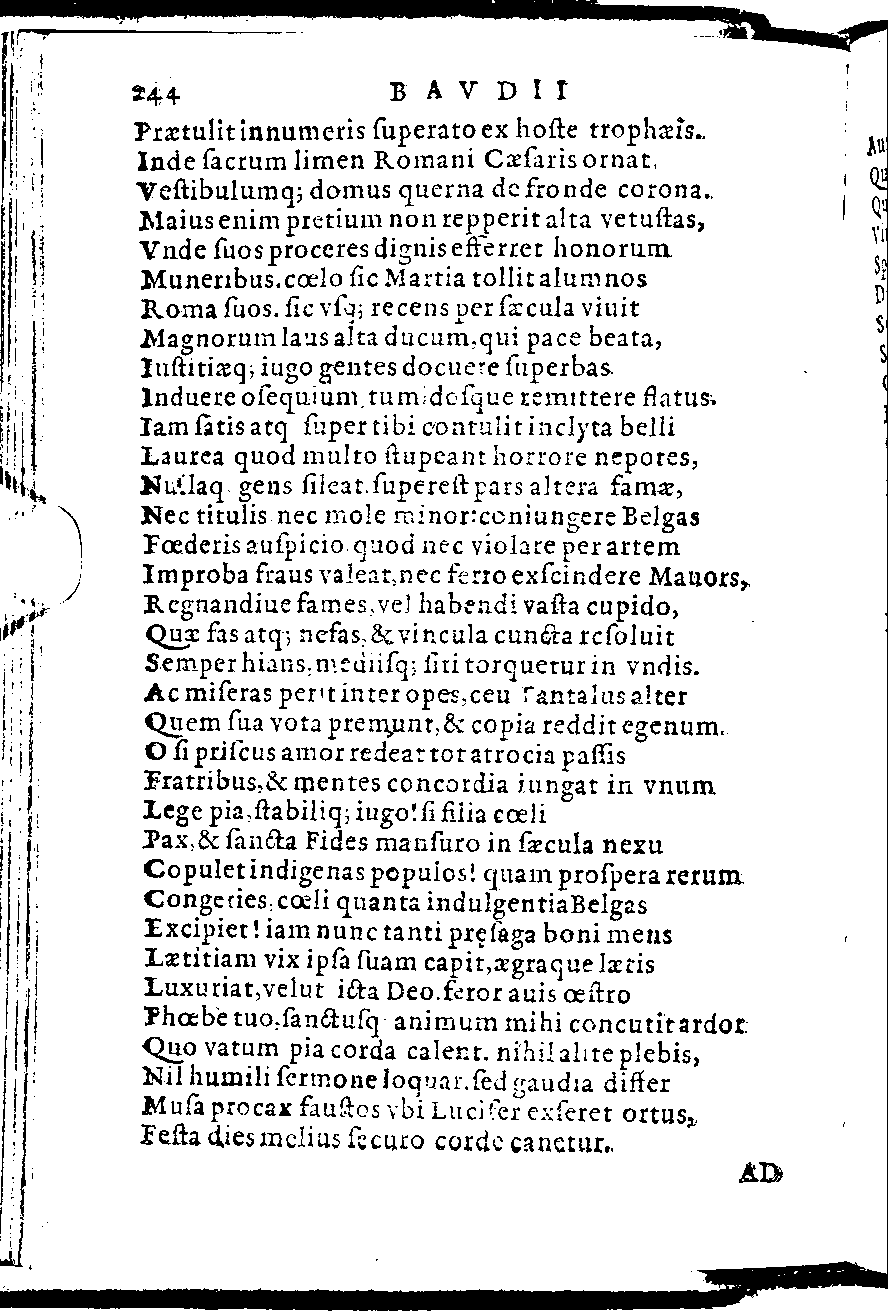 244 BAVDII
Prætulit innumeris ſuperato ex hoſte trophæis.
Inde ſacrum limen Romani Cæſaris ornat,
Veſtibulumq; domus querna de fronde corona.
Maius enim pretium non repperit alta vetuſtas,
Vnde ſuos proceres dignis efferret honorum
Muneribus. cœlo ſic Martia tollit alumnos
Roma ſuos. ſic vſq; recens per ſæcula viuit
Magnorum laus alta ducum, qui pace beata,
Iuſtitiæq; iugo gentes docuere ſuperbas
Induere oſequium, tumidoſque remittere flatus.
Iam ſatis atq ſuper tibi contulit inclyta belli
Laurea quod multo ſtupeant horrore nepotes,
Nullaq gens ſileat. ſupereſt pars altera famæ,
Nec titulis nec mole minor: coniungere Belgas
Fœderis auſpicio quod nec violare per artem
Improba fraus valeat, nec ferro exſcindere Mauors,
Regnandiue fames, vel habendi vaſta cupido,
Quæ fas atq; nefas, & vincula cuncta reſoluit
Semper hians, mediiſq; ſiti torquetur in vndis.
Ac miſeras perit inter opes, ceu Tantalus alter
Quem ſua vota premunt, & copia reddit egenum.
O ſi priſcus amor redeat tot atrocia paſſis
Fratribus, & mentes concordia iungat in vnum
Lege pia, ſtabiliq; iugo! ſi filia cœli
Pax, & ſancta Fides manſuro in ſæcula nexu
Copulet indigenas populos! quam proſpera rerum
Congeries, cœli quanta indulgentia Belgas
Excipiet! iam nunc tanti pręſaga boni mens
Lætitiam vix ipſa ſuam capit, ægraque lætis
Luxuriat, velut icta Deo. feror auis œſtro
Phœbe tuo, ſanctuſq animum mihi concutit ardor
Quo vatum pia corda calent. nihil alite plebis,
Nil humili ſermone loquar. ſed gaudia differ
Muſa procax fauſtos vbi Lucifer exſeret ortus,
Feſta dies melius ſecuro corde canetur.
AD